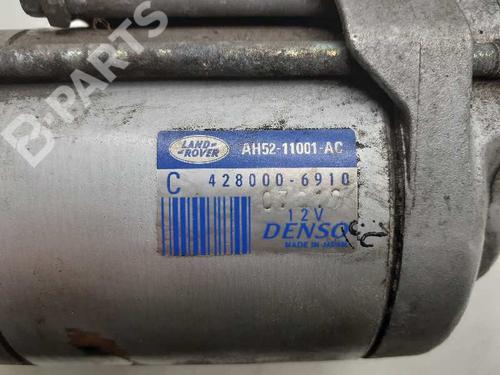 B-PARTS
LAND
ROVER
AH52-11001-AC
C 428000-6910
12V
DENSO
MADE IN JAPAN